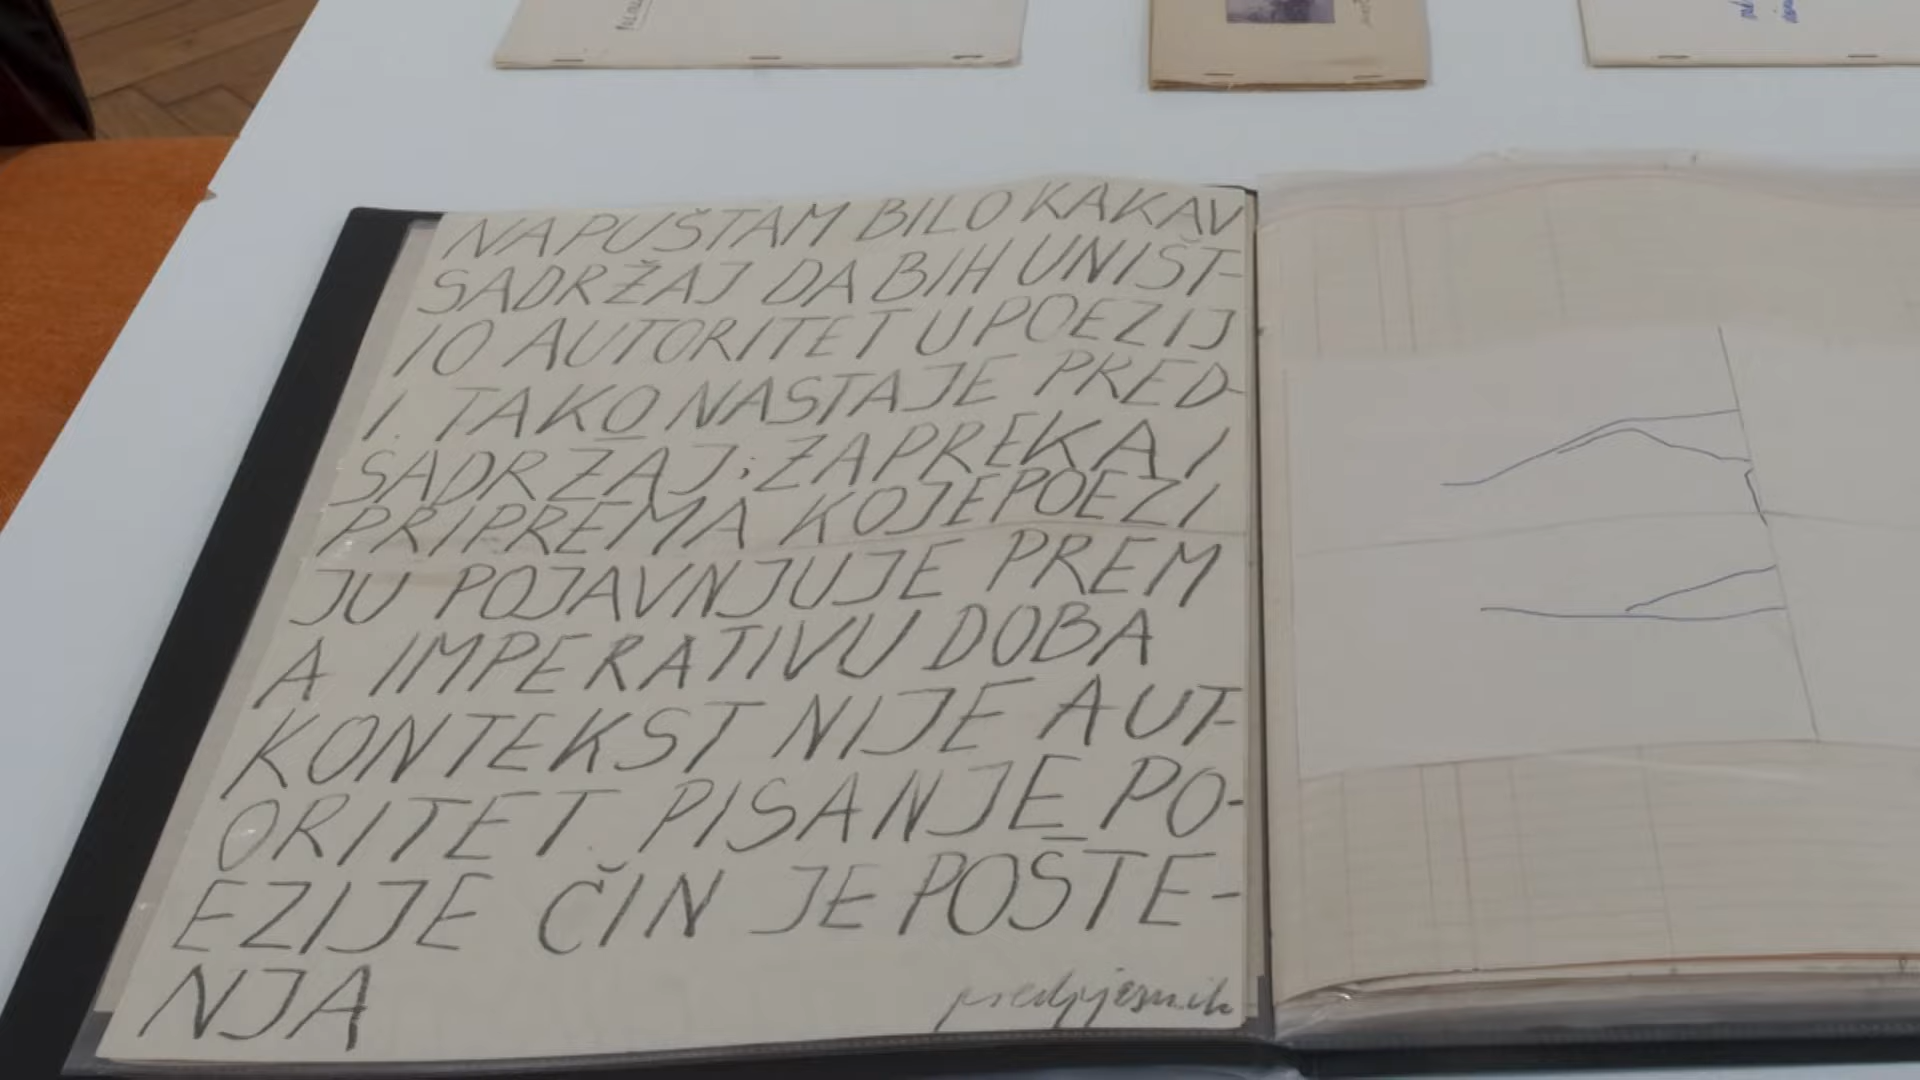 NAPUŠTAM BILO KAKAV
SADRŽAJ DA BIH UNIŠT-
IO AUTORITET U POEZIJ
I. TAKO NASTAJE PRED-
SADRŽAJ; ZAPREKA I
PRIPREMA KOJE POEZI
JU POJAVNJUJE PREM
A IMPERATIVU DOBA
KONTEKST NIJE AUT-
ORITET. PISANJE PO-
EZIJE ČIN JE POŠTE-
NJA
predpjesnik